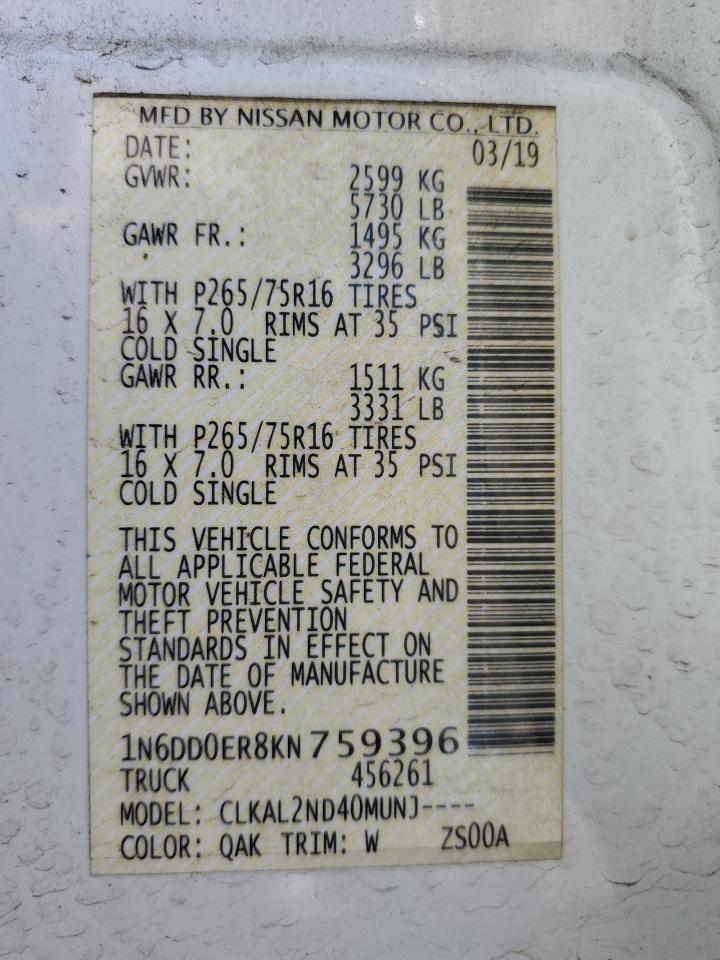 MFD BY NISSAN MOTOR CO., LTD.
DATE: 03/19
GVWR: 2599 KG
5730 LB
GAWR FR.: 1495 KG
3296 LB
WITH P265/75R16 TIRES
16 X 7.0 RIMS AT 35 PSI
COLD SINGLE
GAWR RR.: 1511 KG
3331 LB
WITH P265/75R16 TIRES
16 X 7.0 RIMS AT 35 PSI
COLD SINGLE
THIS VEHICLE CONFORMS TO
ALL APPLICABLE FEDERAL
MOTOR VEHICLE SAFETY AND
THEFT PREVENTION
STANDARDS IN EFFECT ON
THE DATE OF MANUFACTURE
SHOWN ABOVE.
1N6DD0ER8KN759396
TRUCK 456261
MODEL: CLKAL2ND40MUNJ----
COLOR: QAK TRIM: W ZS00A